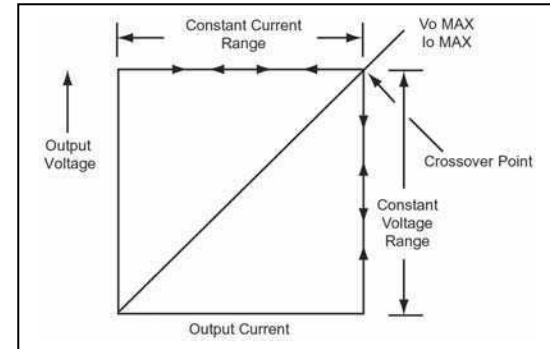 Constant Current
Range
Vo MAX
Io MAX
Output
Voltage
Crossover Point
Constant
Voltage
Range
Output Current